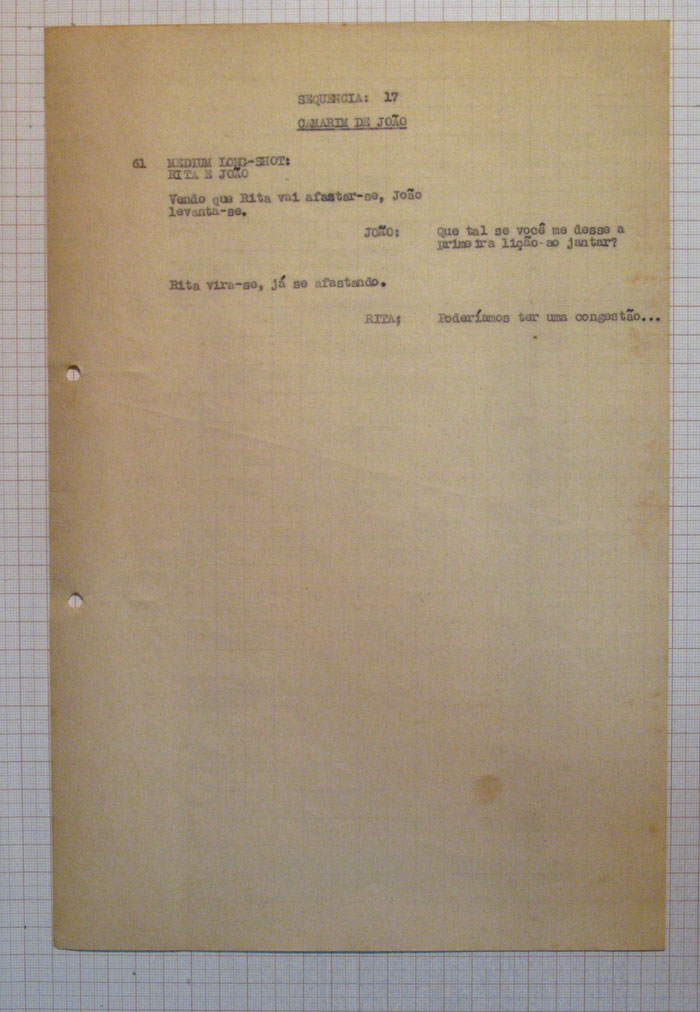 SEQUENCIA: 17
CAMARIM DE JOÃO
61 MEDIUM LONG-SHOT:
RITA E JOÃO
Vendo que Rita vai afastar-se, João
levanta-se.
JOÃO: Que tal se você me desse a
primeira lição ao jantar?
Rita vira-se, já se afastando.
RITA; Poderíamos ter uma congestão...